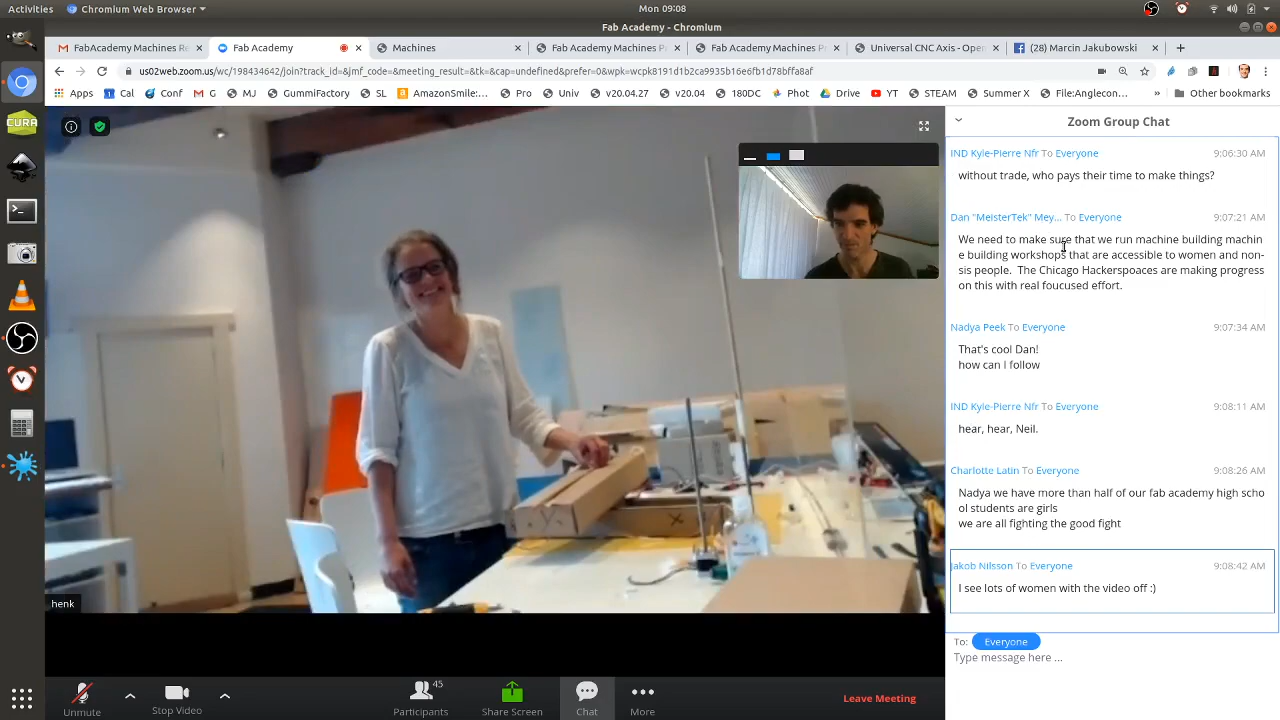 Activities
Chromium Web Browser
Mon 09:08
Fab Academy - Chromium
FabAcademy Machines Re
Fab Academy
Machines
Fab Academy Machines P
Fab Academy Machines P
Universal CNC Axis - Open
(28) Marcin Jakubowski
us02web.zoom.us/wc/198434642/join?track_id=&jmf_code=&meeting_result=&tk=&cap=undefined&prefer=0&wpk=wcpk8191d1b2ca9935b16e6fb1d78bffa8af
Apps
Cal
Conf
G
MJ
GummiFactory
SL
AmazonSmile:...
Pro
Univ
v20.04.27
v20.04
180DC
Phot
Drive
YT
STEAM
Summer X
File:Anglecon...
»
Other bookmarks
Zoom Group Chat
IND Kyle-Pierre Nfr To Everyone 9:06:30 AM
without trade, who pays their time to make things?
Dan "MeisterTek" Mey... To Everyone 9:07:21 AM
We need to make sure that we run machine building machin
e building workshops that are accessible to women and non-
sis people. The Chicago Hackerspoaces are making progress
on this with real foucused effort.
Nadya Peek To Everyone 9:07:34 AM
That's cool Dan!
how can I follow
IND Kyle-Pierre Nfr To Everyone 9:08:11 AM
hear, hear, Neil.
Charlotte Latin To Everyone 9:08:26 AM
Nadya we have more than half of our fab academy high scho
ol students are girls
we are all fighting the good fight
Jakob Nilsson To Everyone 9:08:42 AM
I see lots of women with the video off :)
To: Everyone
Type message here ...
henk
CURA
Unmute
Stop Video
45
Participants
Share Screen
Chat
More
Leave Meeting